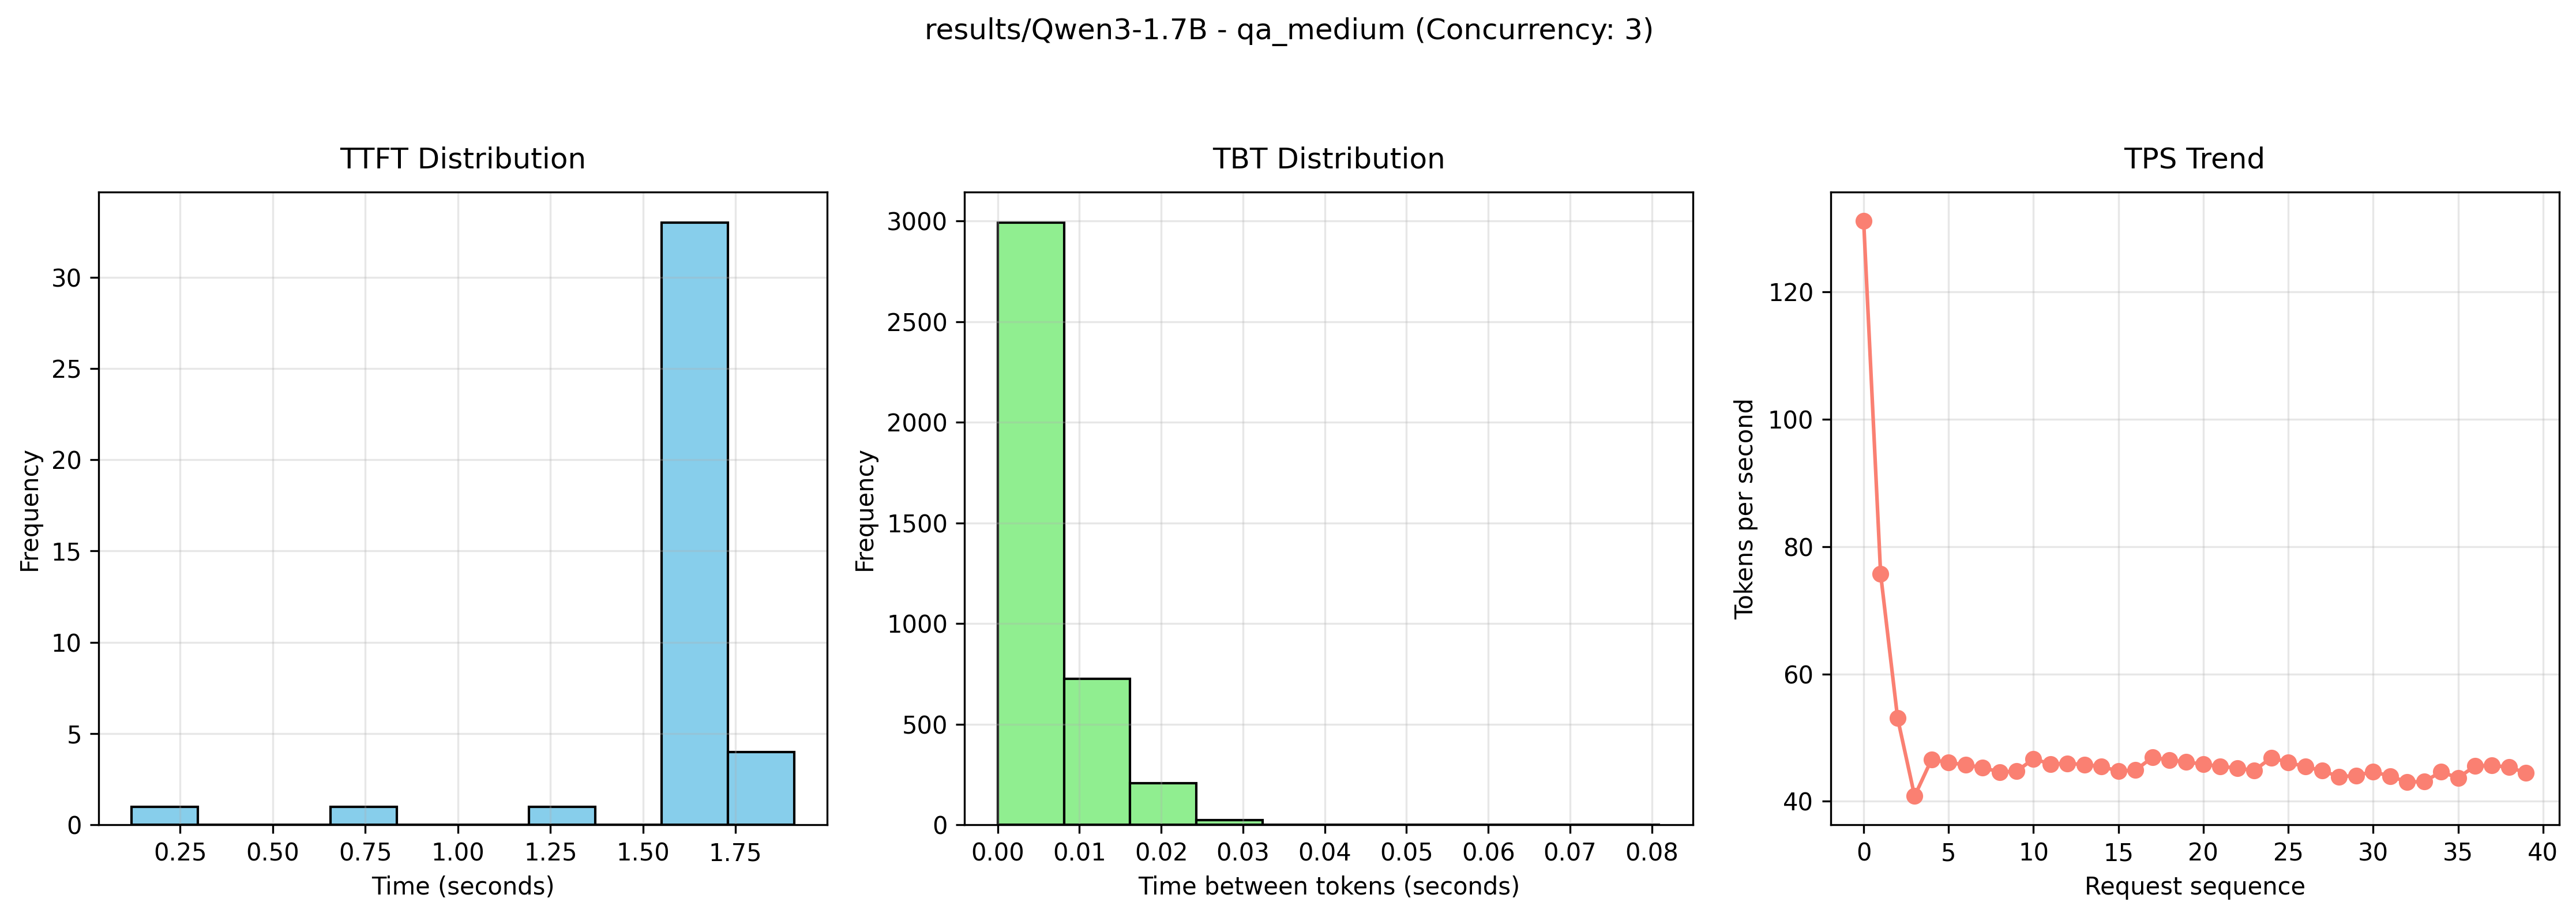 results/Qwen3-1.7B - qa_medium (Concurrency: 3)
TTFT Distribution
Frequency
30
25
20
15
10
5
0
0.25 0.50 0.75 1.00 1.25 1.50 1.75
Time (seconds)
TBT Distribution
Frequency
3000
2500
2000
1500
1000
500
0
0.00 0.01 0.02 0.03 0.04 0.05 0.06 0.07 0.08
Time between tokens (seconds)
TPS Trend
Tokens per second
120
100
80
60
40
0 5 10 15 20 25 30 35 40
Request sequence